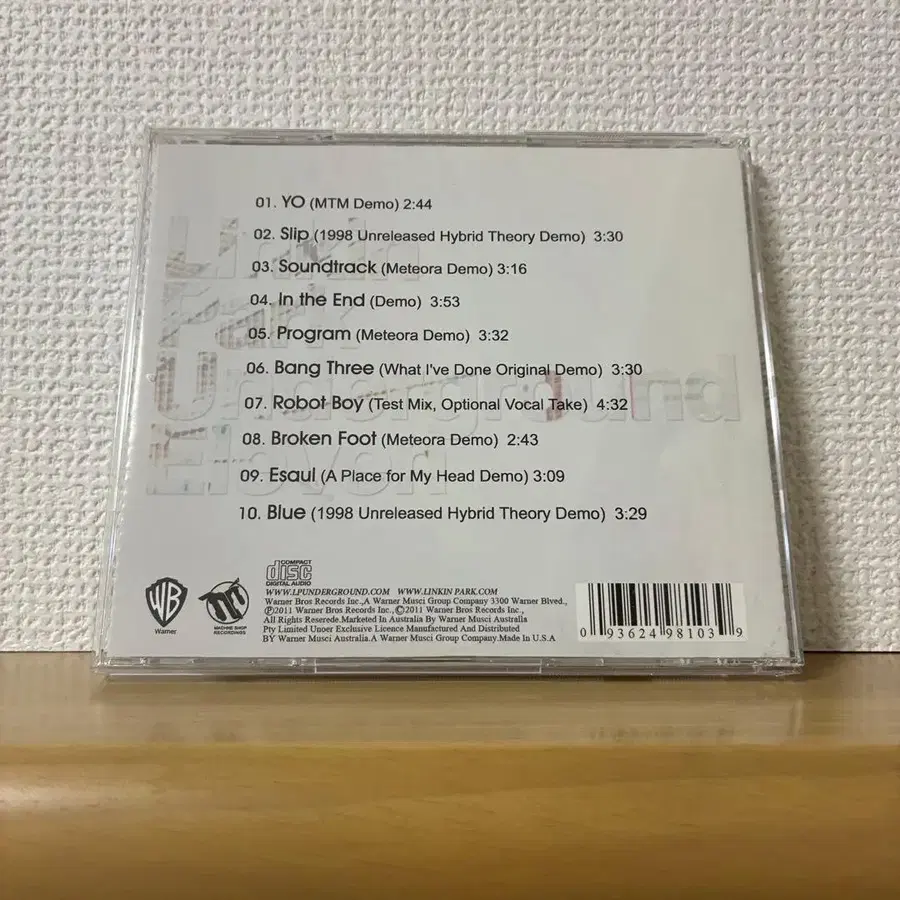 01. YO (MTM Demo) 2:44
02. Slip (1998 Unreleased Hybrid Theory Demo) 3:30
03. Soundtrack (Meteora Demo) 3:16
04. In the End (Demo) 3:53
05. Program (Meteora Demo) 3:32
06. Bang Three (What I've Done Original Demo) 3:30
07. Robot Boy (Test Mix, Optional Vocal Take) 4:32
08. Broken Foot (Meteora Demo) 2:43
09. Esaul (A Place for My Head Demo) 3:09
10. Blue (1998 Unreleased Hybrid Theory Demo) 3:29
Linkin
Park
Underground
Eleven
WB
Warner
MACHINE SHOP
RECORDINGS
COMPACT
disc
DIGITAL AUDIO
WWW.LPUNDERGROUND.COM WWW.LINKIN PARK.COM
Warner Bros Records Inc.,A Warner Musci Group Company 3300 Warner Blved.,
Ⓟ2011 Warner Bros Records Inc.,©2011 Warner Bros Records Inc.,
All Rights Reserede.Marketed In Australia By Warner Musci Australia
Pty Limited Unoer Exclusive Licence Manufactured And Distributed
BY Warner Musci Australia.A Warner Musci Group Company.Made In U.S.A
0 93624 98103 9